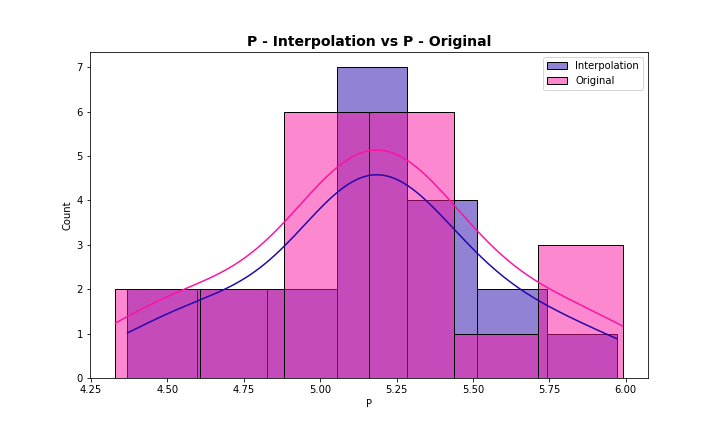 P - Interpolation vs P - Original
Interpolation
Original
7
6
5
4
3
2
1
0
Count
4.25 4.50 4.75 5.00 5.25 5.50 5.75 6.00
P